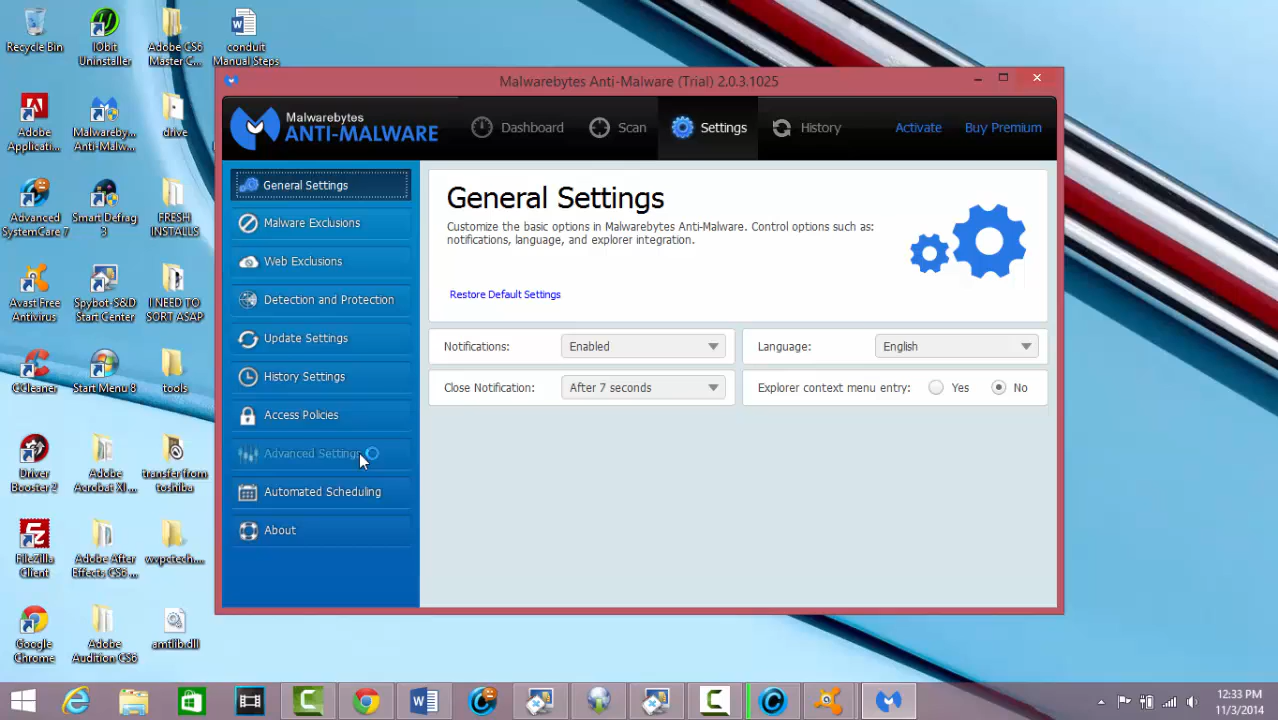 Recycle Bin
IObit
Uninstaller
Adobe CS6
Master C...
conduit
Manual Steps
Adobe
Applicati...
Malwareby...
Anti-Malw...
drive
Advanced
SystemCare 7
Smart Defrag
3
FRESH
INSTALLS
Avast Free
Antivirus
Spybot-S&D
Start Center
I NEED TO
SORT ASAP
CCleaner
Start Menu 8
tools
Driver
Booster 2
Adobe
Acrobat XI...
transfer from
toshiba
FileZilla
Client
Adobe After
Effects CS6 ...
wvpctech....
Google
Chrome
Adobe
Audition CS6
amtlib.dll
Malwarebytes Anti-Malware (Trial) 2.0.3.1025
Malwarebytes
ANTI-MALWARE
Dashboard
Scan
Settings
History
Activate
Buy Premium
General Settings
Malware Exclusions
Web Exclusions
Detection and Protection
Update Settings
History Settings
Access Policies
Advanced Settings
Automated Scheduling
About
General Settings
Customize the basic options in Malwarebytes Anti-Malware. Control options such as:
notifications, language, and explorer integration.
Restore Default Settings
Notifications: Enabled
Language: English
Close Notification: After 7 seconds
Explorer context menu entry: Yes No
12:33 PM
11/3/2014